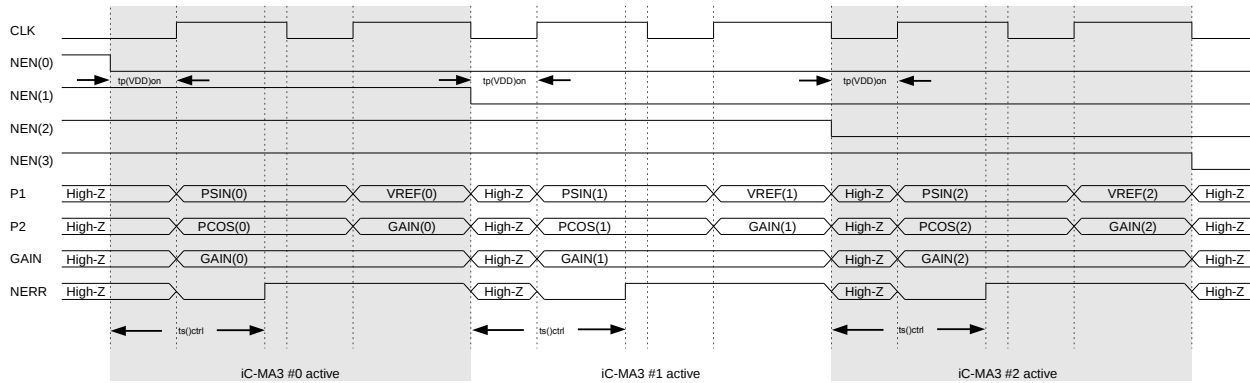 CLK
NEN(0)
tp(VDD)on tp(VDD)on tp(VDD)on
NEN(1)
NEN(2)
NEN(3)
P1 High-Z PSIN(0) VREF(0) High-Z PSIN(1) VREF(1) High-Z PSIN(2) VREF(2) High-Z
P2 High-Z PCOS(0) GAIN(0) High-Z PCOS(1) GAIN(1) High-Z PCOS(2) GAIN(2) High-Z
GAIN High-Z GAIN(0) High-Z GAIN(1) High-Z GAIN(2) High-Z
NERR High-Z High-Z High-Z High-Z
ts()ctrl ts()ctrl ts()ctrl
iC-MA3 #0 active iC-MA3 #1 active iC-MA3 #2 active